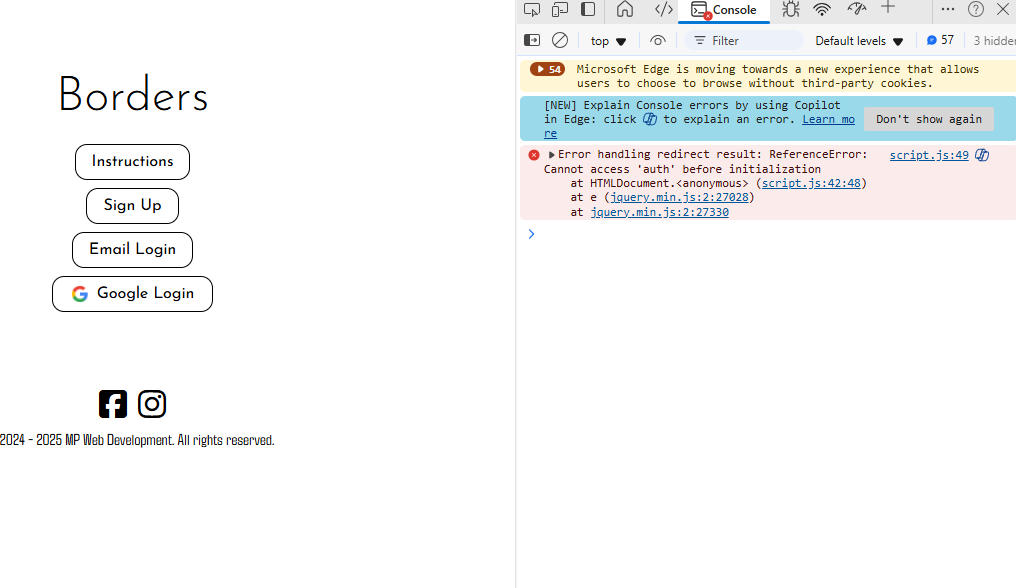 Borders
Instructions
Sign Up
Email Login
Google Login
2024 - 2025 MP Web Development. All rights reserved.
Console
top
Filter
Default levels
57
3 hidden
54
Microsoft Edge is moving towards a new experience that allows
users to choose to browse without third-party cookies.
[NEW] Explain Console errors by using Copilot
in Edge: click to explain an error. Learn mo
re
Don't show again
Error handling redirect result: ReferenceError: script.js:49
Cannot access 'auth' before initialization
at HTMLDocument.<anonymous> (script.js:42:48)
at e (jquery.min.js:2:27028)
at jquery.min.js:2:27330